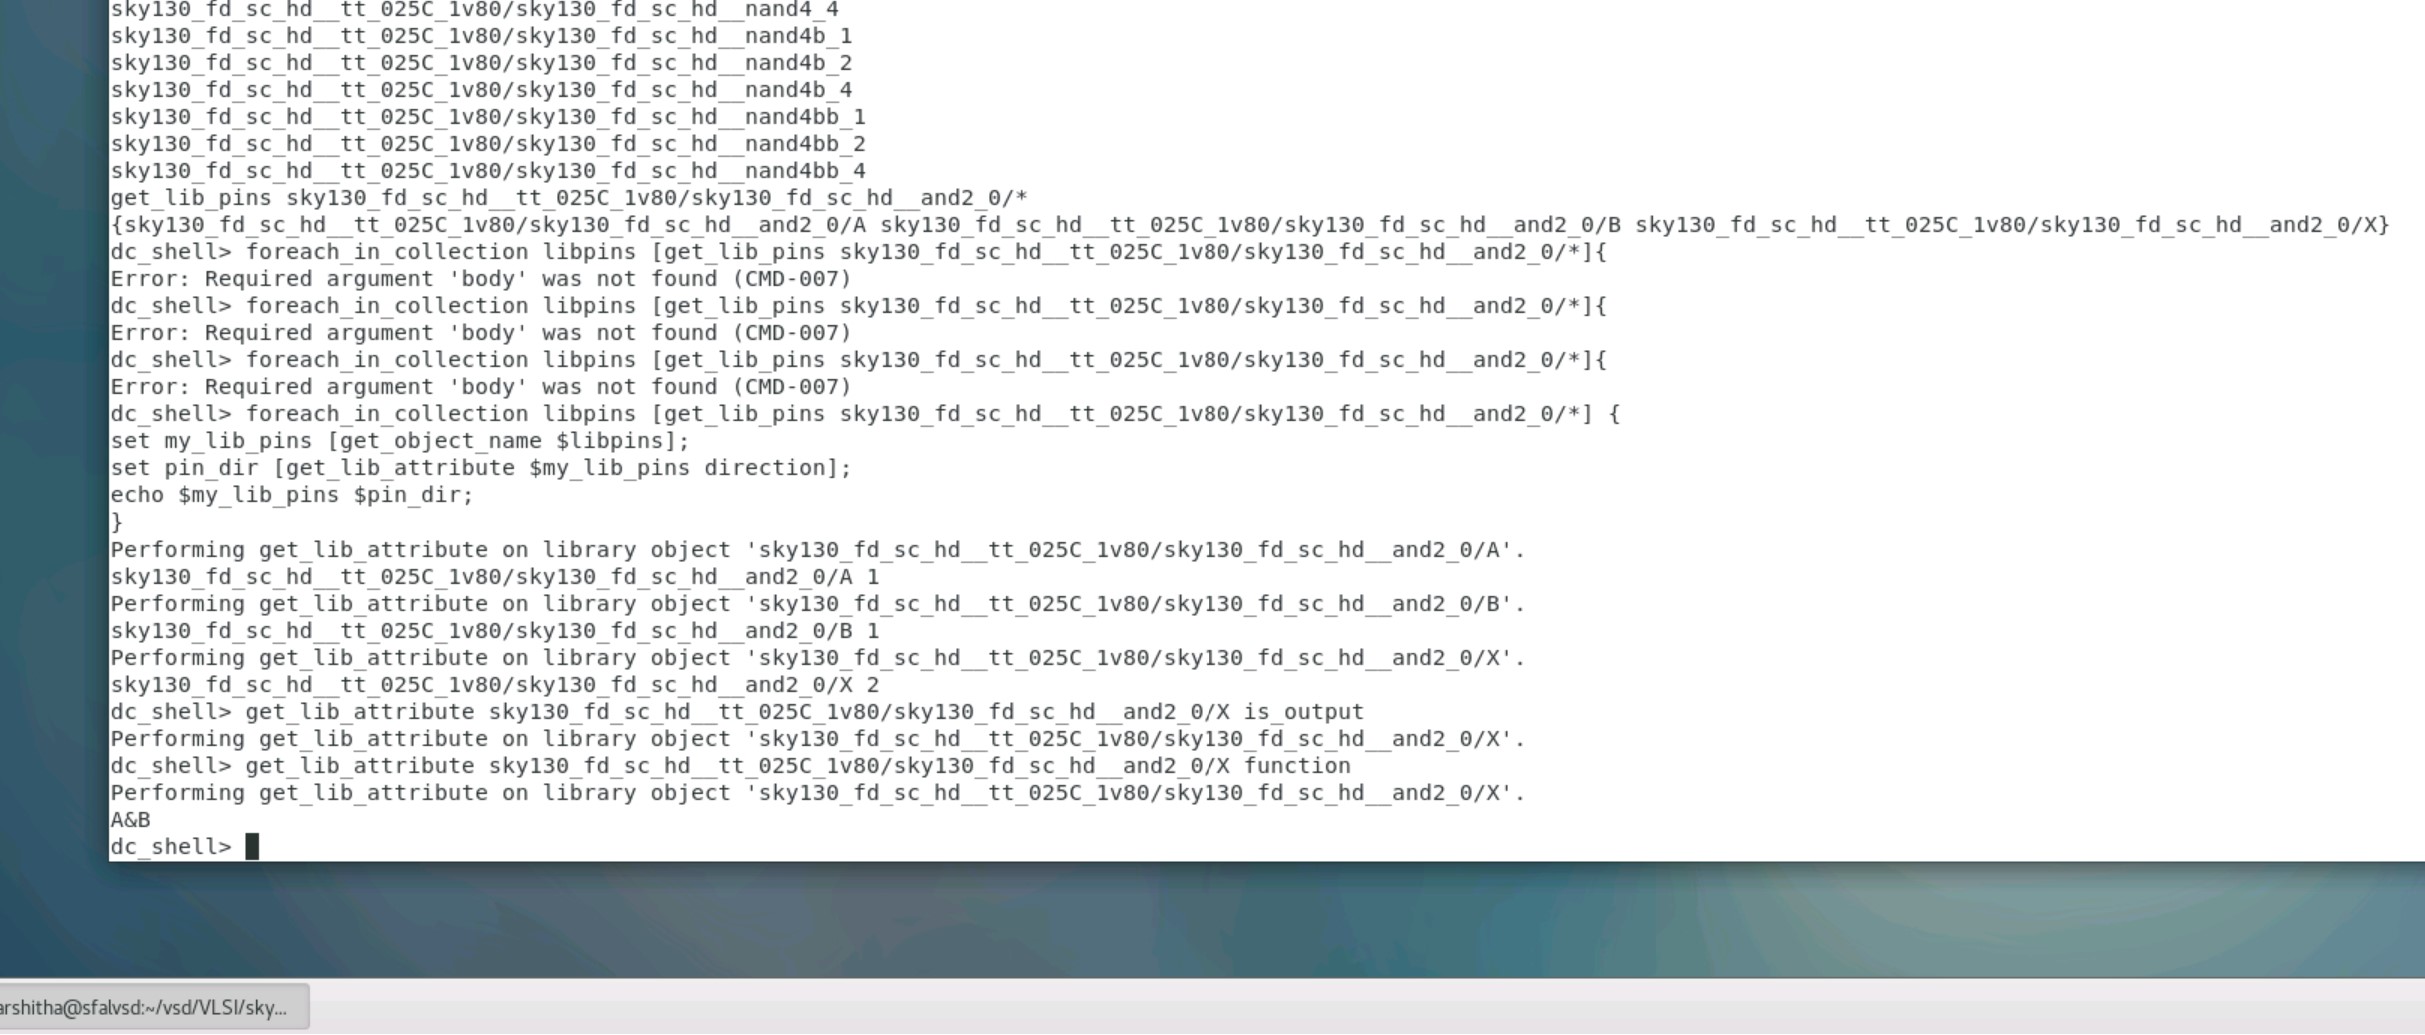 sky130_fd_sc_hd__tt_025C_1v80/sky130_fd_sc_hd__nand4_4
sky130_fd_sc_hd__tt_025C_1v80/sky130_fd_sc_hd__nand4b_1
sky130_fd_sc_hd__tt_025C_1v80/sky130_fd_sc_hd__nand4b_2
sky130_fd_sc_hd__tt_025C_1v80/sky130_fd_sc_hd__nand4b_4
sky130_fd_sc_hd__tt_025C_1v80/sky130_fd_sc_hd__nand4bb_1
sky130_fd_sc_hd__tt_025C_1v80/sky130_fd_sc_hd__nand4bb_2
sky130_fd_sc_hd__tt_025C_1v80/sky130_fd_sc_hd__nand4bb_4
get_lib_pins sky130_fd_sc_hd__tt_025C_1v80/sky130_fd_sc_hd__and2_0/*
{sky130_fd_sc_hd__tt_025C_1v80/sky130_fd_sc_hd__and2_0/A sky130_fd_sc_hd__tt_025C_1v80/sky130_fd_sc_hd__and2_0/B sky130_fd_sc_hd__tt_025C_1v80/sky130_fd_sc_hd__and2_0/X}
dc_shell> foreach_in_collection libpins [get_lib_pins sky130_fd_sc_hd__tt_025C_1v80/sky130_fd_sc_hd__and2_0/*]{
Error: Required argument 'body' was not found (CMD-007)
dc_shell> foreach_in_collection libpins [get_lib_pins sky130_fd_sc_hd__tt_025C_1v80/sky130_fd_sc_hd__and2_0/*]{
Error: Required argument 'body' was not found (CMD-007)
dc_shell> foreach_in_collection libpins [get_lib_pins sky130_fd_sc_hd__tt_025C_1v80/sky130_fd_sc_hd__and2_0/*]{
Error: Required argument 'body' was not found (CMD-007)
dc_shell> foreach_in_collection libpins [get_lib_pins sky130_fd_sc_hd__tt_025C_1v80/sky130_fd_sc_hd__and2_0/*] {
set my_lib_pins [get_object_name $libpins];
set pin_dir [get_lib_attribute $my_lib_pins direction];
echo $my_lib_pins $pin_dir;
}
Performing get_lib_attribute on library object 'sky130_fd_sc_hd__tt_025C_1v80/sky130_fd_sc_hd__and2_0/A'.
sky130_fd_sc_hd__tt_025C_1v80/sky130_fd_sc_hd__and2_0/A 1
Performing get_lib_attribute on library object 'sky130_fd_sc_hd__tt_025C_1v80/sky130_fd_sc_hd__and2_0/B'.
sky130_fd_sc_hd__tt_025C_1v80/sky130_fd_sc_hd__and2_0/B 1
Performing get_lib_attribute on library object 'sky130_fd_sc_hd__tt_025C_1v80/sky130_fd_sc_hd__and2_0/X'.
sky130_fd_sc_hd__tt_025C_1v80/sky130_fd_sc_hd__and2_0/X 2
dc_shell> get_lib_attribute sky130_fd_sc_hd__tt_025C_1v80/sky130_fd_sc_hd__and2_0/X is_output
Performing get_lib_attribute on library object 'sky130_fd_sc_hd__tt_025C_1v80/sky130_fd_sc_hd__and2_0/X'.
dc_shell> get_lib_attribute sky130_fd_sc_hd__tt_025C_1v80/sky130_fd_sc_hd__and2_0/X function
Performing get_lib_attribute on library object 'sky130_fd_sc_hd__tt_025C_1v80/sky130_fd_sc_hd__and2_0/X'.
A&B
dc_shell>
arshitha@sfalvsd:~/vsd/VLSI/sky...